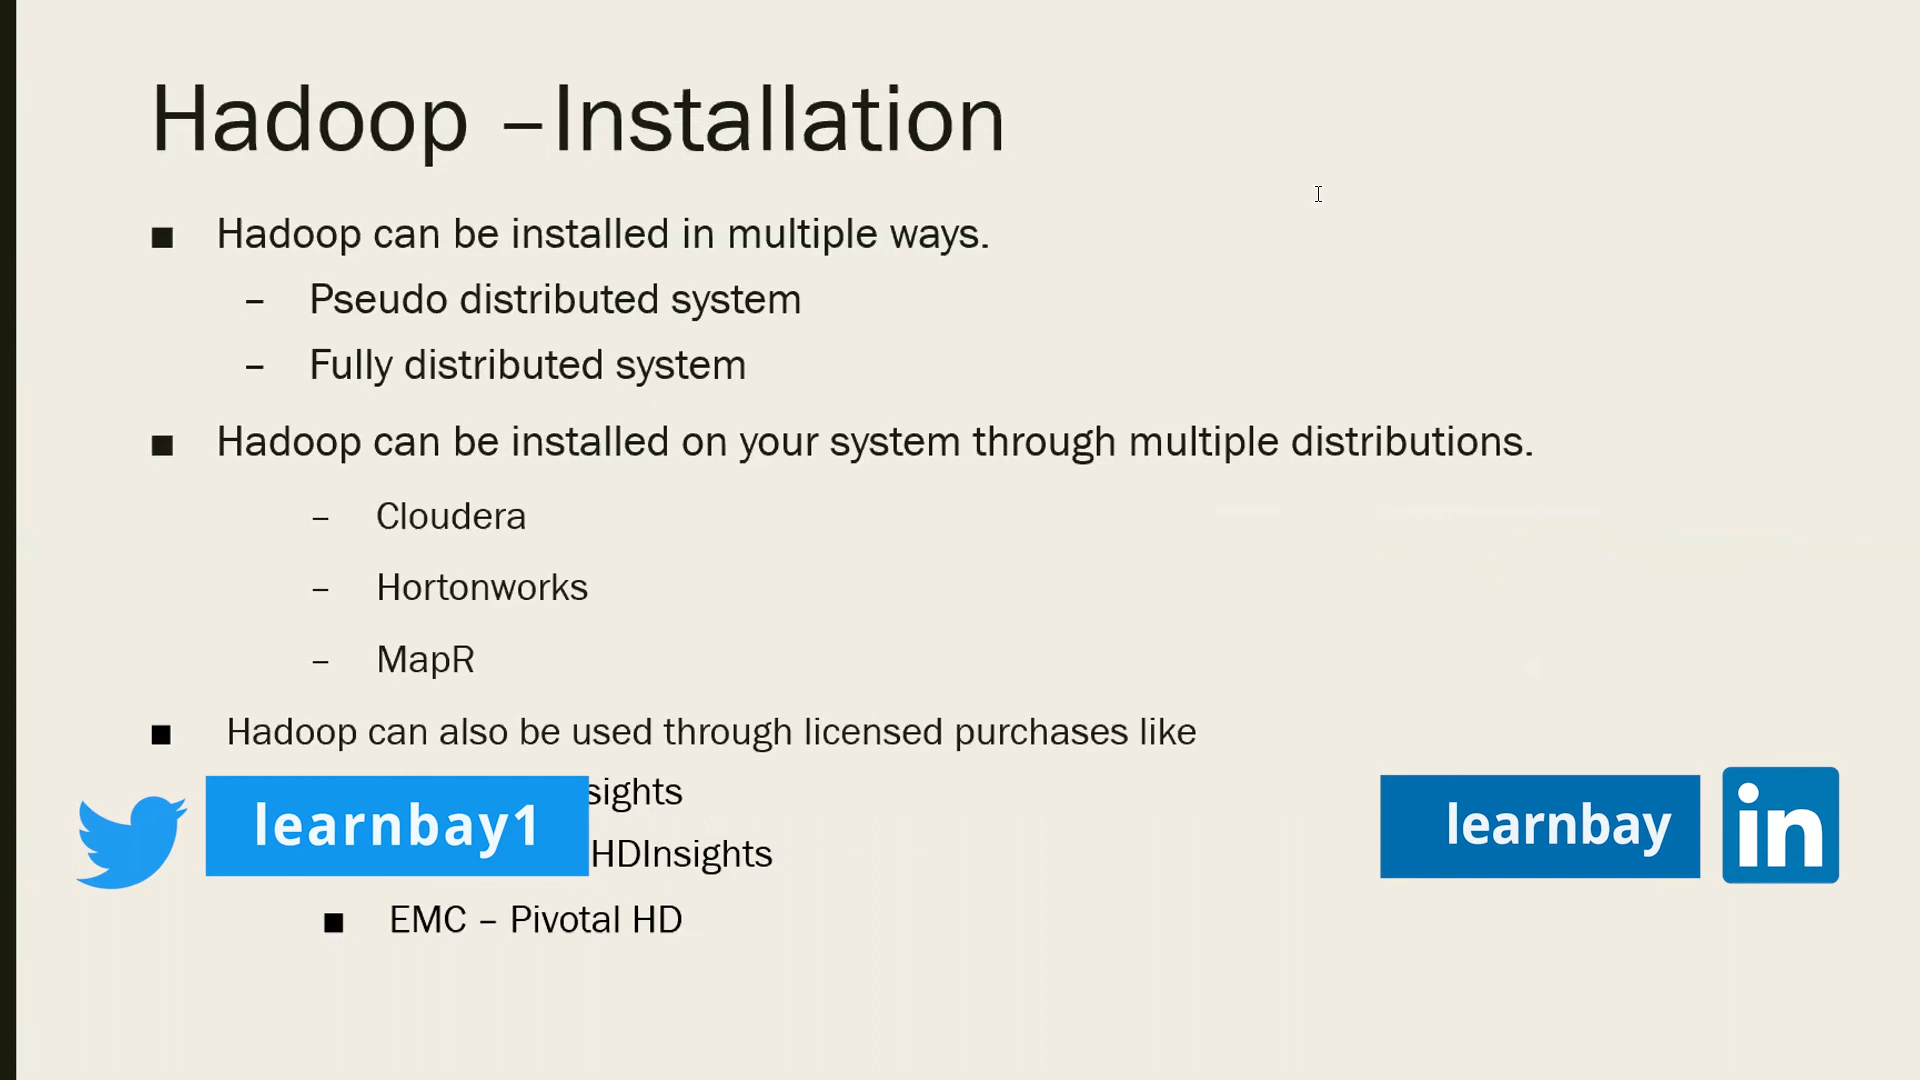 Hadoop –Installation
■ Hadoop can be installed in multiple ways.
– Pseudo distributed system
– Fully distributed system
■ Hadoop can be installed on your system through multiple distributions.
– Cloudera
– Hortonworks
– MapR
■ Hadoop can also be used through licensed purchases like
sights
learnbay1
learnbay in
HDInsights
■ EMC – Pivotal HD